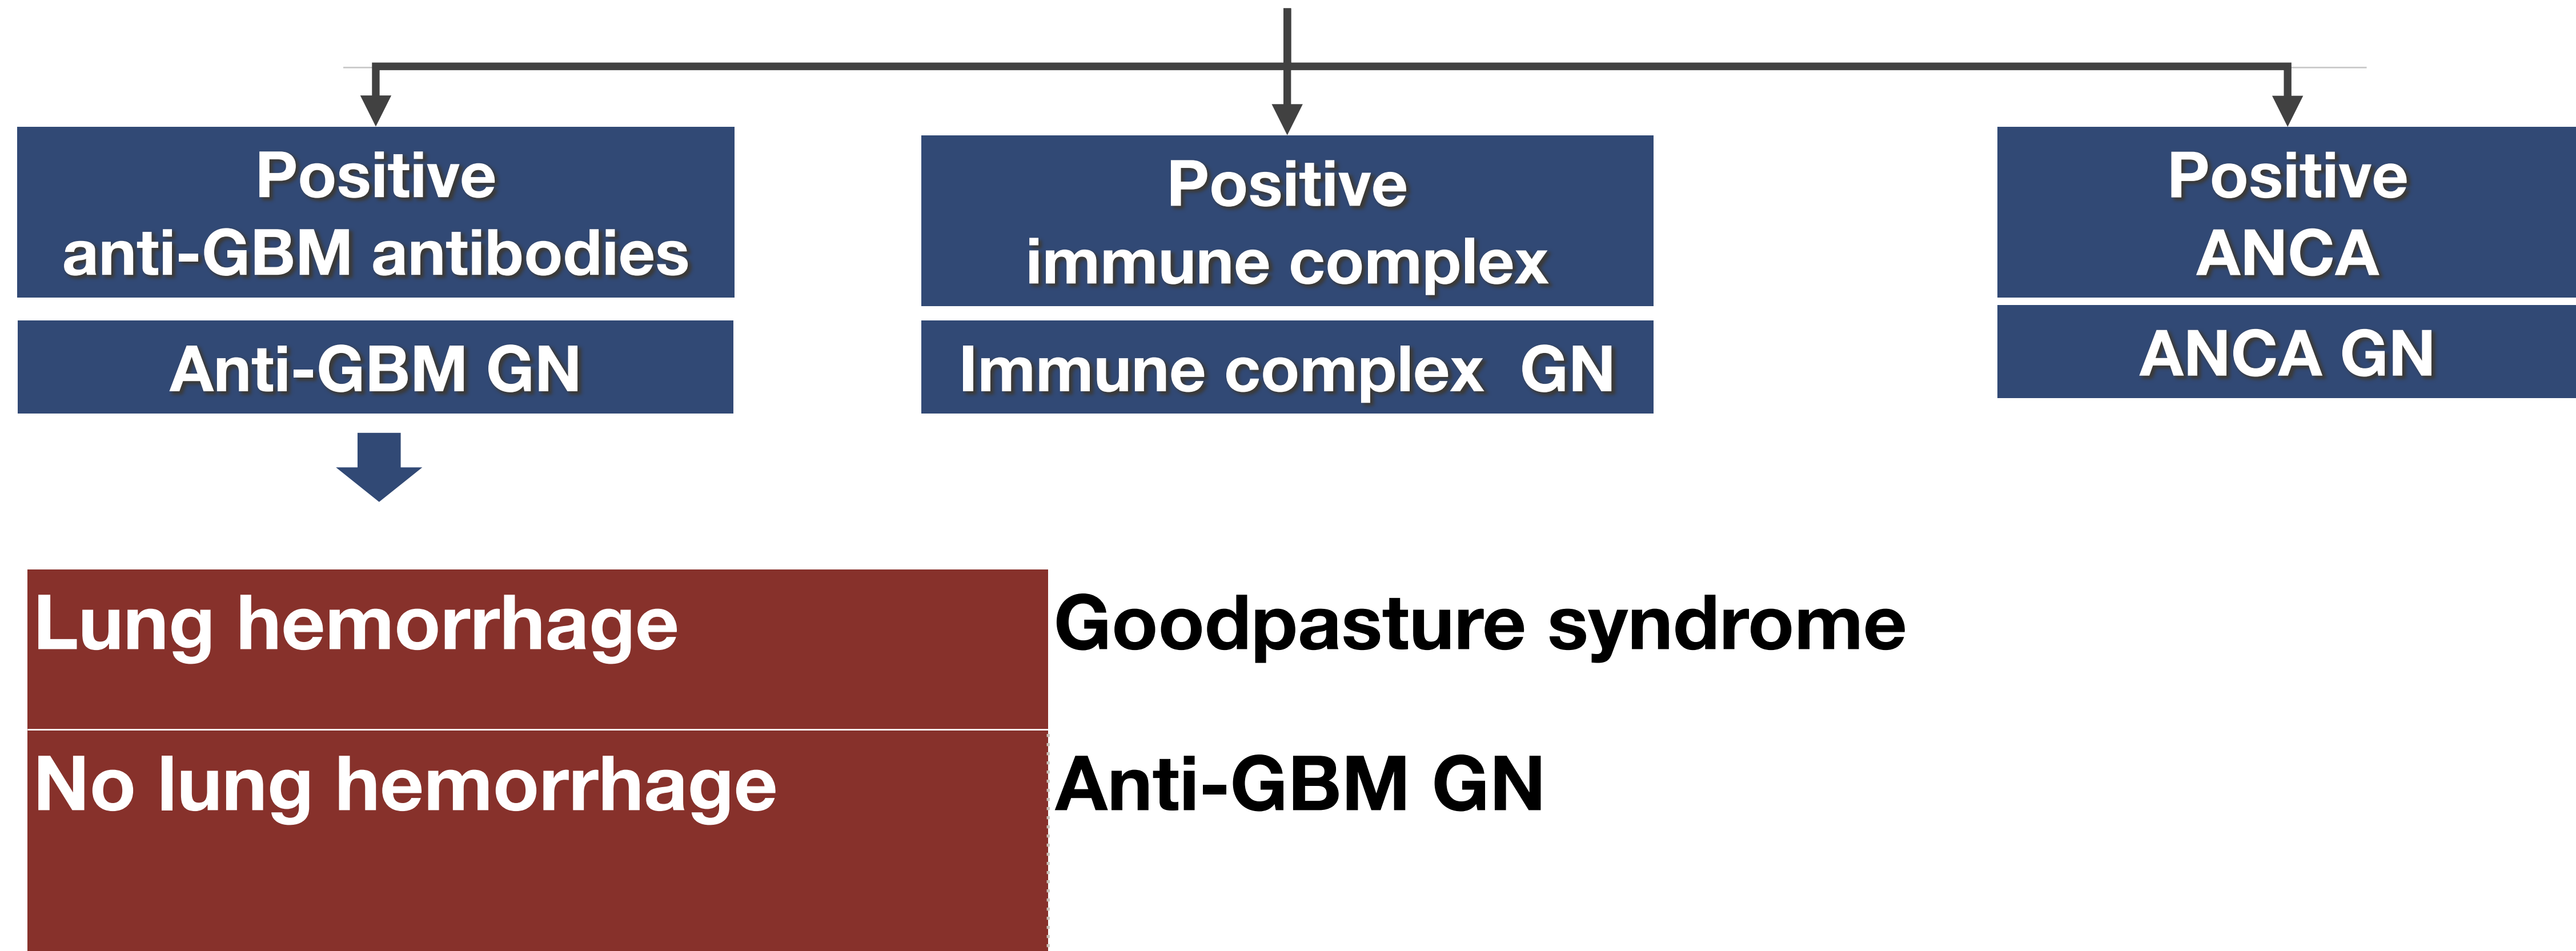 Positive
anti-GBM antibodies
Anti-GBM GN
Positive
immune complex
Immune complex  GN
Positive
ANCA
ANCA GN
Lung hemorrhage
Goodpasture syndrome
No lung hemorrhage
Anti-GBM GN